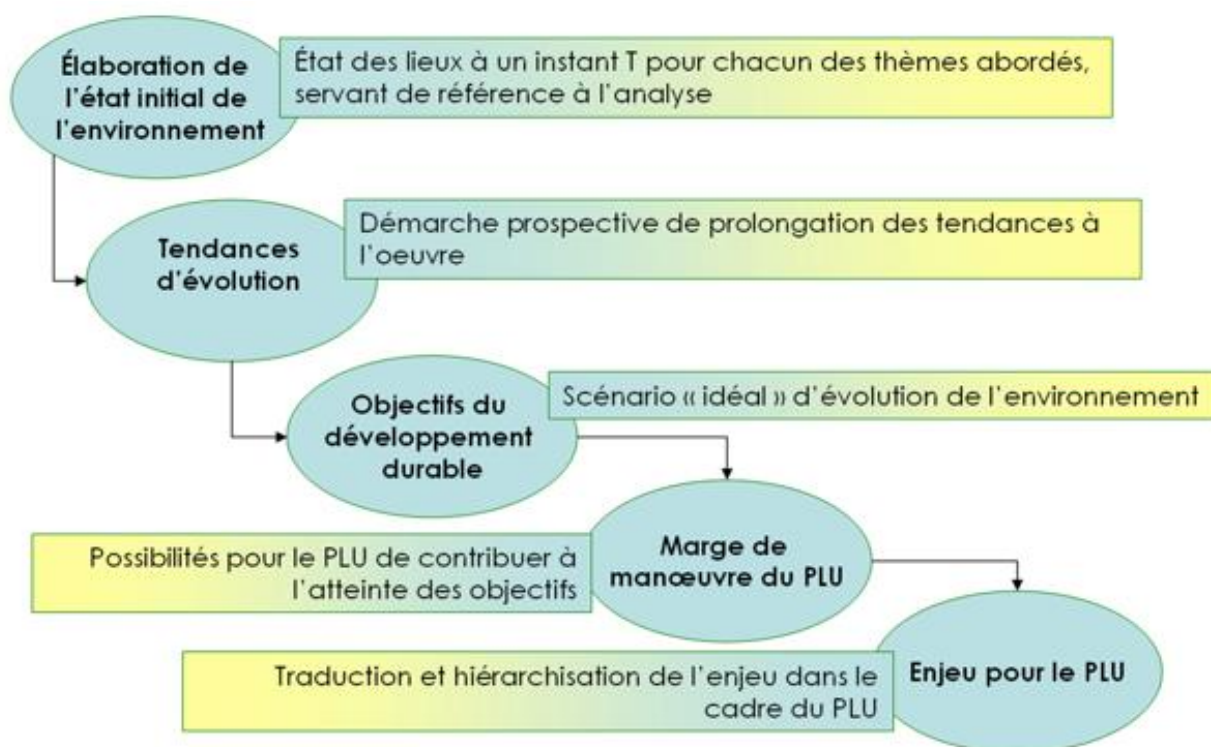 Élaboration de
l'état initial de
l'environnement
État des lieux à un instant T pour chacun des thèmes abordés,
servant de référence à l'analyse
Tendances
d'évolution
Démarche prospective de prolongation des tendances à
l'oeuvre
Objectifs du
développement
durable
Scénario « idéal » d'évolution de l'environnement
Marge de
manœuvre du PLU
Possibilités pour le PLU de contribuer à
l'atteinte des objectifs
Enjeu pour le PLU
Traduction et hiérarchisation de l'enjeu dans le
cadre du PLU